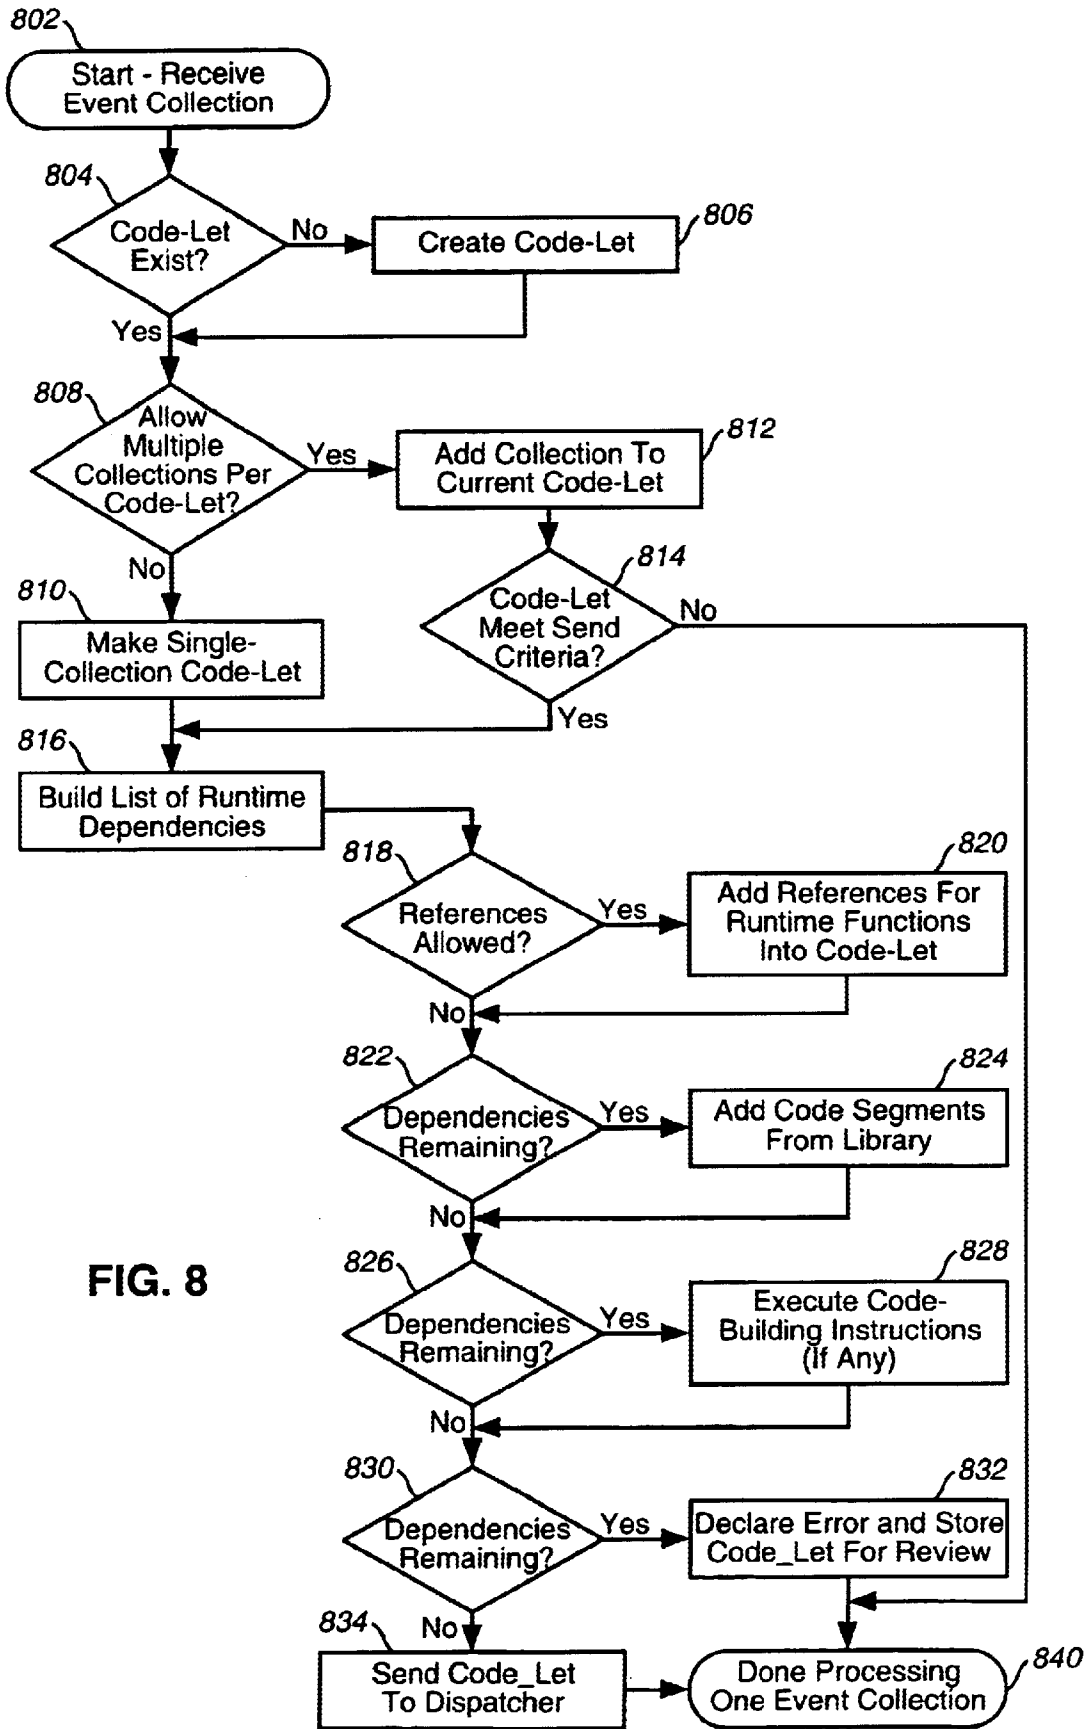 802
Start - Receive
Event Collection
804
Code-Let
Exist?
No
806
Create Code-Let
Yes
808
Allow
Multiple
Collections Per
Code-Let?
Yes
812
Add Collection To
Current Code-Let
No
810
Make Single-
Collection Code-Let
814
Code-Let
Meet Send
Criteria?
No
Yes
816
Build List of Runtime
Dependencies
818
References
Allowed?
Yes
820
Add References For
Runtime Functions
Into Code-Let
No
822
Dependencies
Remaining?
Yes
824
Add Code Segments
From Library
No
FIG. 8
826
Dependencies
Remaining?
Yes
828
Execute Code-
Building Instructions
(If Any)
No
830
Dependencies
Remaining?
Yes
832
Declare Error and Store
Code_Let For Review
No
834
Send Code_Let
To Dispatcher
840
Done Processing
One Event Collection